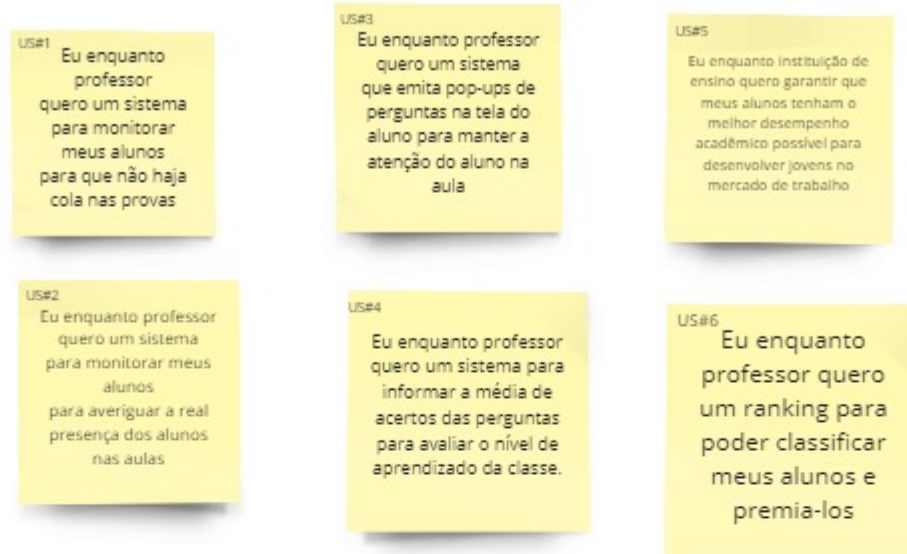 US#1
Eu enquanto
professor
quero um sistema
para monitorar
meus alunos
para que não haja
cola nas provas
US#2
Eu enquanto professor
quero um sistema
para monitorar meus
alunos
para averiguar a real
presença dos alunos
nas aulas
US#3
Eu enquanto professor
quero um sistema
que emita pop-ups de
perguntas na tela do
aluno para manter a
atenção do aluno na
aula
US#4
Eu enquanto professor
quero um sistema para
informar a média de
acertos das perguntas
para avaliar o nível de
aprendizado da classe.
US#5
Eu enquanto instituição de
ensino quero garantir que
meus alunos tenham o
melhor desempenho
acadêmico possível para
desenvolver jovens no
mercado de trabalho
US#6
Eu enquanto
professor quero
um ranking para
poder classificar
meus alunos e
premia-los